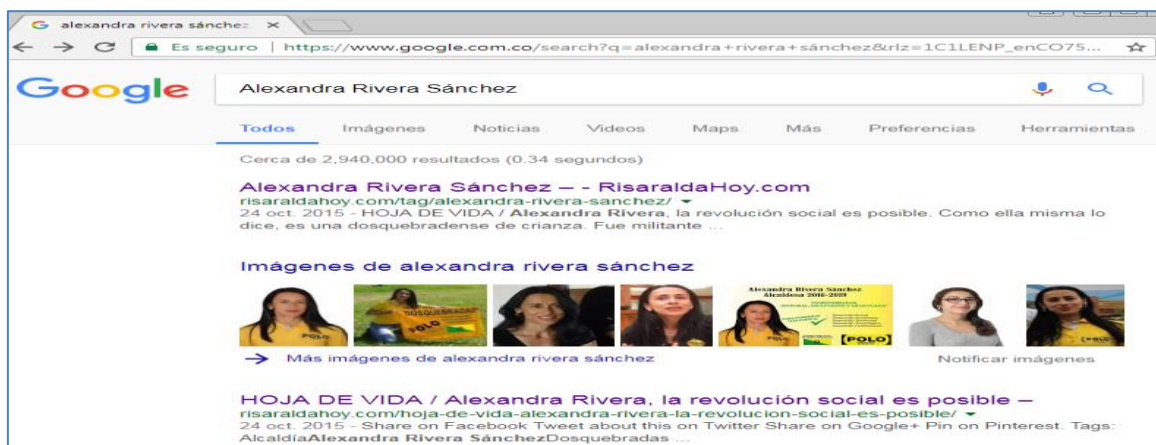 alexandra rivera sánche
Es seguro | https://www.google.com.co/search?q=alexandra+rivera+sánchez&rlz=1C1LENP_enCO75...
Google
Alexandra Rivera Sánchez
Todos Imágenes Noticias Videos Maps Más Preferencias Herramientas
Cerca de 2,940,000 resultados (0.34 segundos)
Alexandra Rivera Sánchez – - RisaraldaHoy.com
risaraldahoy.com/tag/alexandra-rivera-sanchez/
24 oct. 2015 - HOJA DE VIDA / Alexandra Rivera, la revolución social es posible. Como ella misma lo
dice, es una dosquebradense de crianza. Fue militante ...
Imágenes de alexandra rivera sánchez
DOSQUEBRADAS
POLO
Alexandra Rivera Sánchez
Alcaldesa 2016-2019
[POLO]
Más imágenes de alexandra rivera sánchez
Notificar imágenes
HOJA DE VIDA / Alexandra Rivera, la revolución social es posible –
risaraldahoy.com/hoja-de-vida-alexandra-rivera-la-revolucion-social-es-posible/
24 oct. 2015 - Share on Facebook Tweet about this on Twitter Share on Google+ Pin on Pinterest. Tags:
AlcaldíaAlexandra Rivera SánchezDosquebradas ...